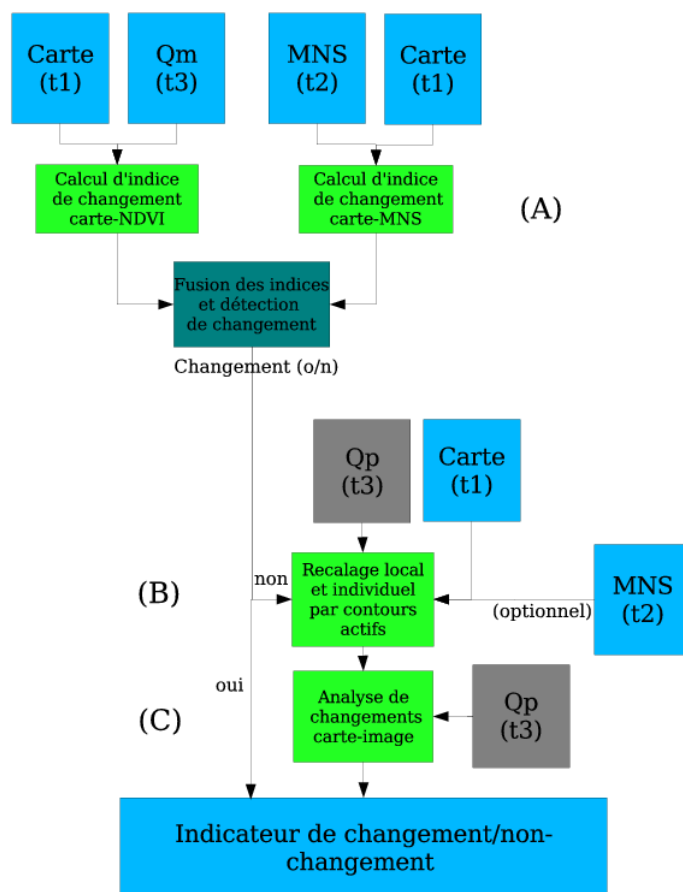 Carte
(t1)
Qm
(t3)
MNS
(t2)
Carte
(t1)
Calcul d'indice
de changement
carte-NDVI
Calcul d'indice
de changement
carte-MNS
(A)
Fusion des indices
et détection
de changement
Changement (o/n)
Qp
(t3)
Carte
(t1)
(B)
non
Recalage local
et individuel
par contours
actifs
(optionnel)
MNS
(t2)
oui
(C)
Analyse de
changements
carte-image
Qp
(t3)
Indicateur de changement/non-
changement